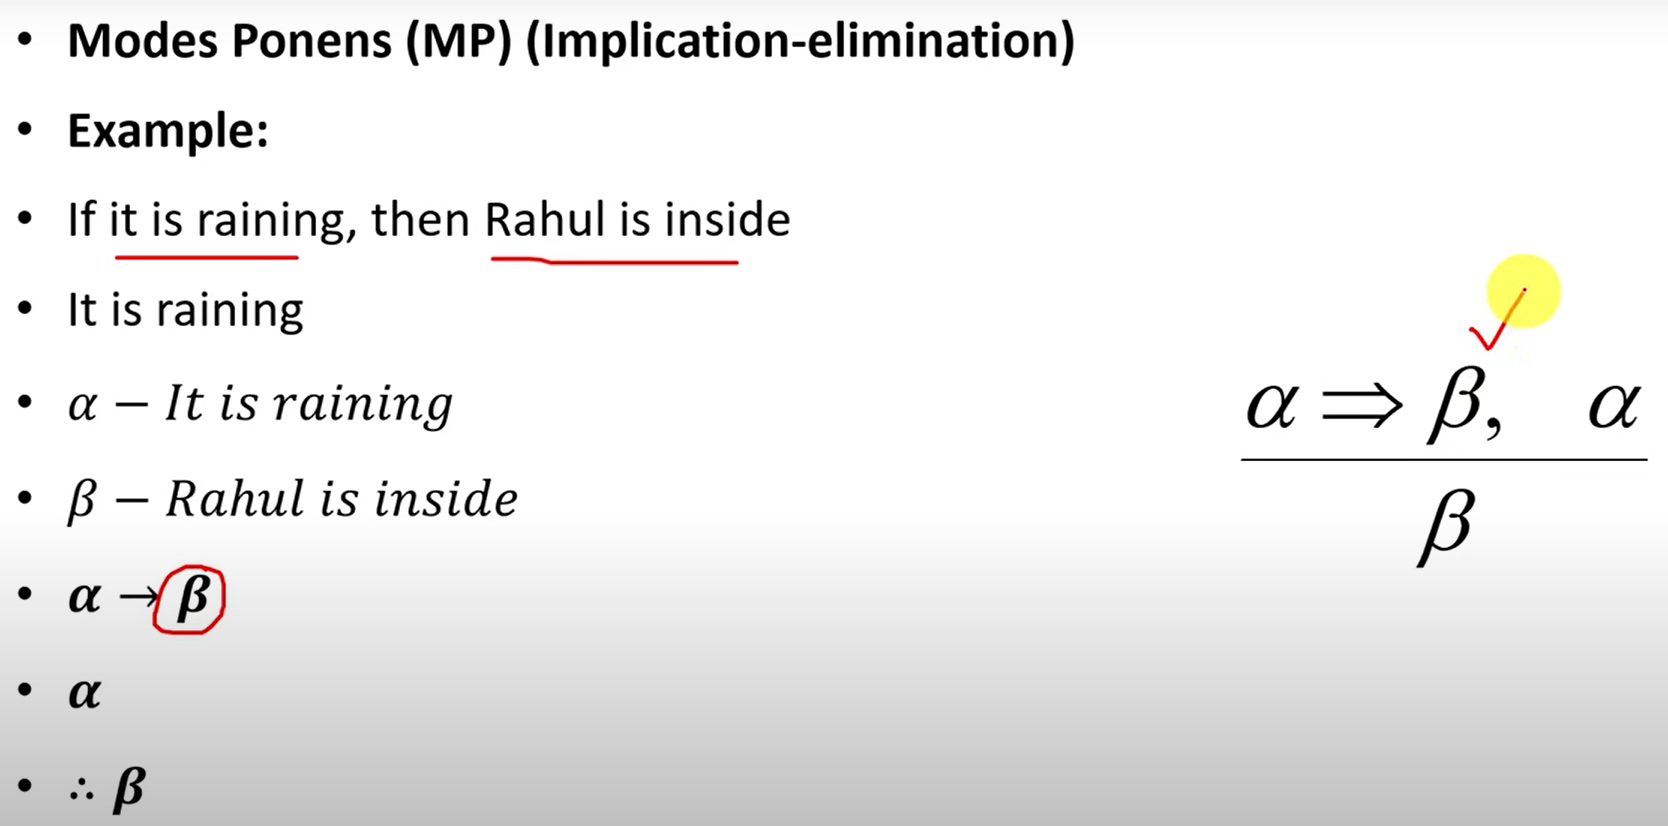 • Modes Ponens (MP) (Implication-elimination)
• Example:
• If it is raining, then Rahul is inside
• It is raining
• α − It is raining
• β − Rahul is inside
• α → β
• α
• ∴ β
α ⇒ β, α
β